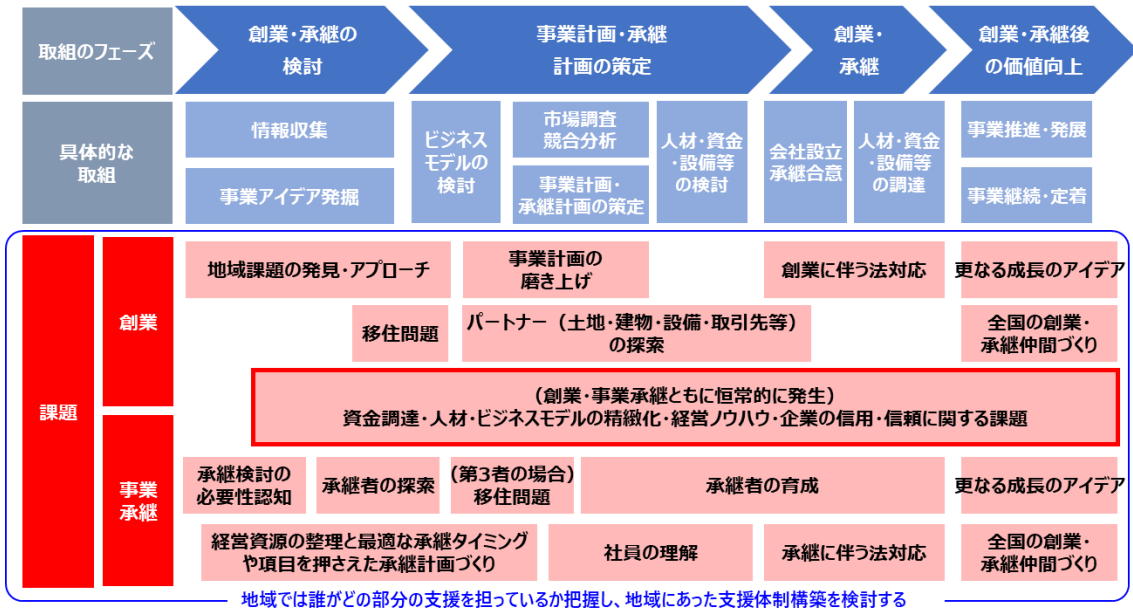 取組のフェーズ
創業・承継の
検討
事業計画・承継
計画の策定
創業・
承継
創業・承継後
の価値向上
具体的な
取組
情報収集
事業アイデア発掘
ビジネス
モデルの
検討
市場調査
競合分析
事業計画・
承継計画の策定
人材・資金
・設備等
の検討
会社設立
承継合意
人材・資金
・設備等
の調達
事業推進・発展
事業継続・定着
課題
創業
地域課題の発見・アプローチ
事業計画の
磨き上げ
創業に伴う法対応
更なる成長のアイデア
移住問題
パートナー（土地・建物・設備・取引先等）
の探索
全国の創業・
承継仲間づくり
(創業・事業承継ともに恒常的に発生)
資金調達・人材・ビジネスモデルの精緻化・経営ノウハウ・企業の信用・信頼に関する課題
事業
承継
承継検討の
必要性認知
承継者の探索
(第3者の場合)
移住問題
承継者の育成
更なる成長のアイデア
経営資源の整理と最適な承継タイミング
や項目を押さえた承継計画づくり
社員の理解
承継に伴う法対応
全国の創業・
承継仲間づくり
地域では誰がどの部分の支援を担っているか把握し、地域にあった支援体制構築を検討する